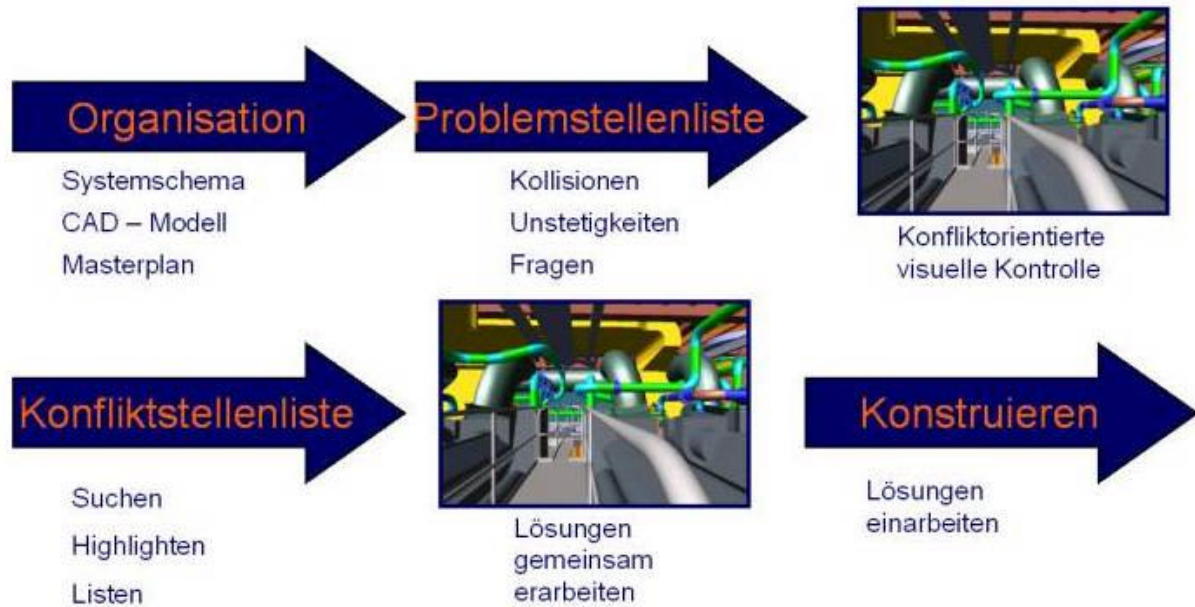 Organisation
Systemschema
CAD – Modell
Masterplan
Problemstellenliste
Kollisionen
Unstetigkeiten
Fragen
Konfliktorientierte
visuelle Kontrolle
Konfliktstellenliste
Suchen
Highlighten
Listen
Lösungen
gemeinsam
erarbeiten
Konstruieren
Lösungen
einarbeiten